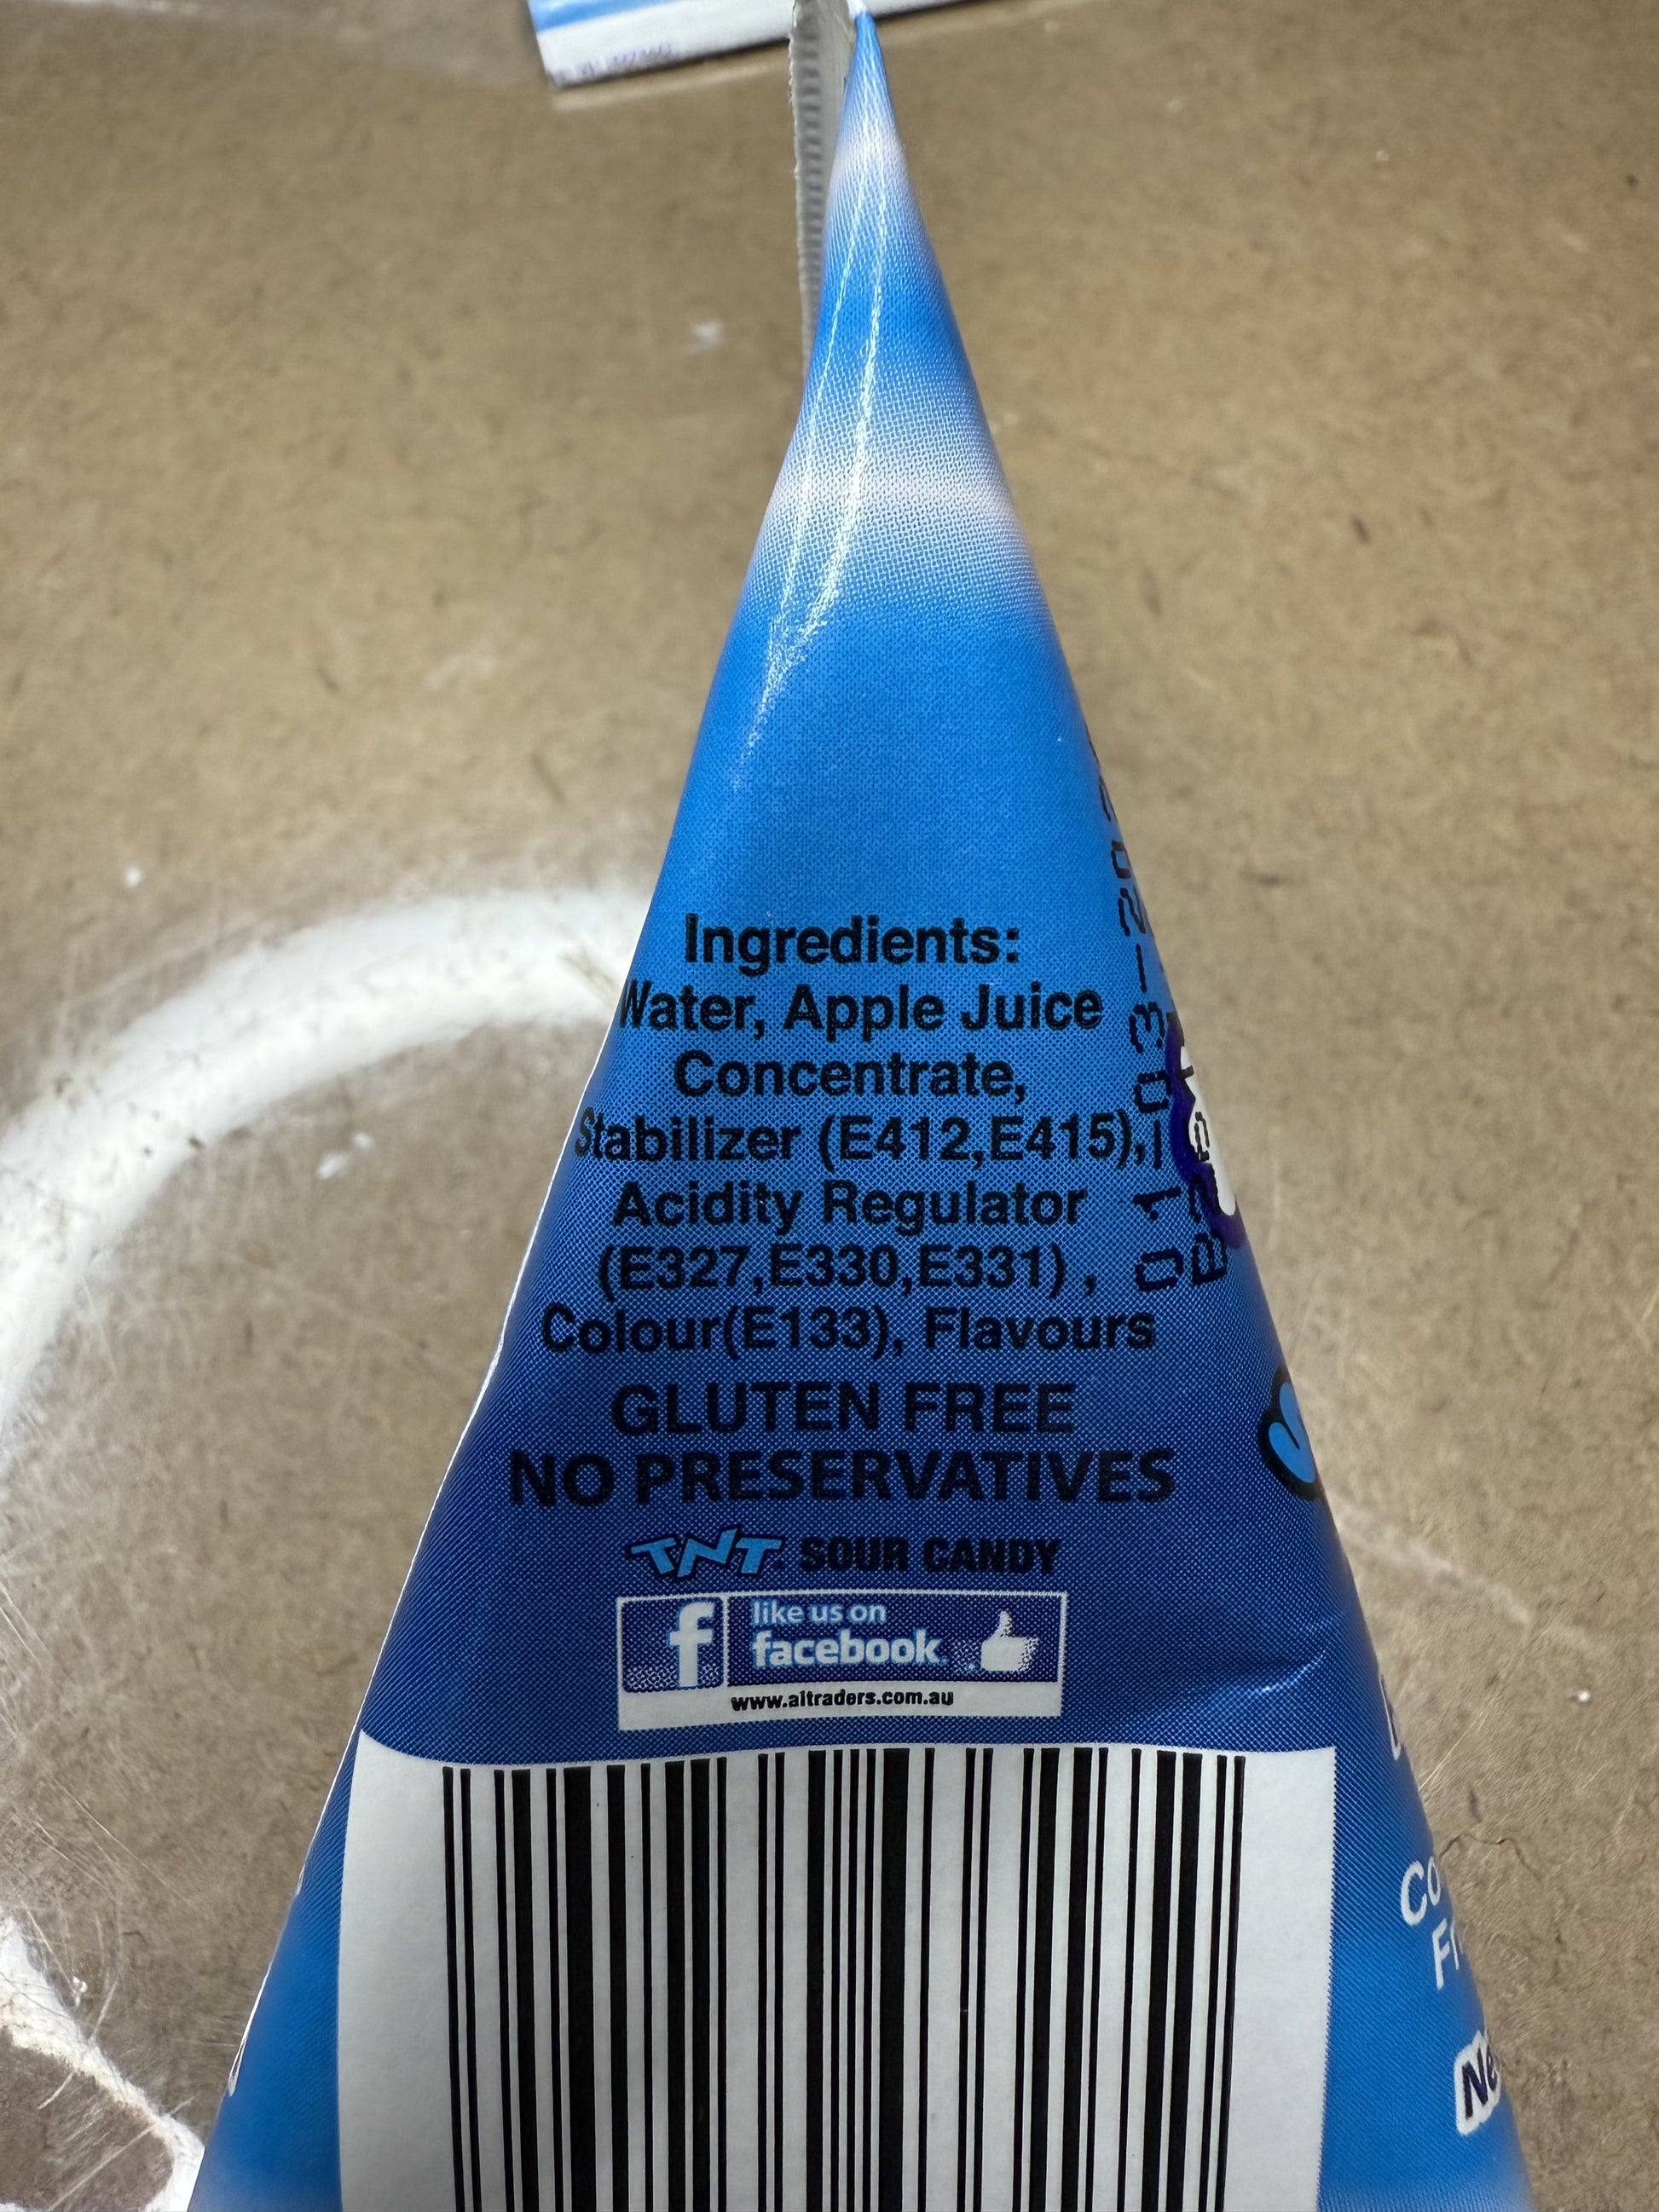 Ingredients:
Water, Apple Juice
Concentrate,
Stabilizer (E412,E415),
Acidity Regulator
(E327,E330,E331) ,
Colour(E133), Flavours
GLUTEN FREE
NO PRESERVATIVES
TNT SOUR CANDY
f like us on
facebook.
www.aitraders.com.au